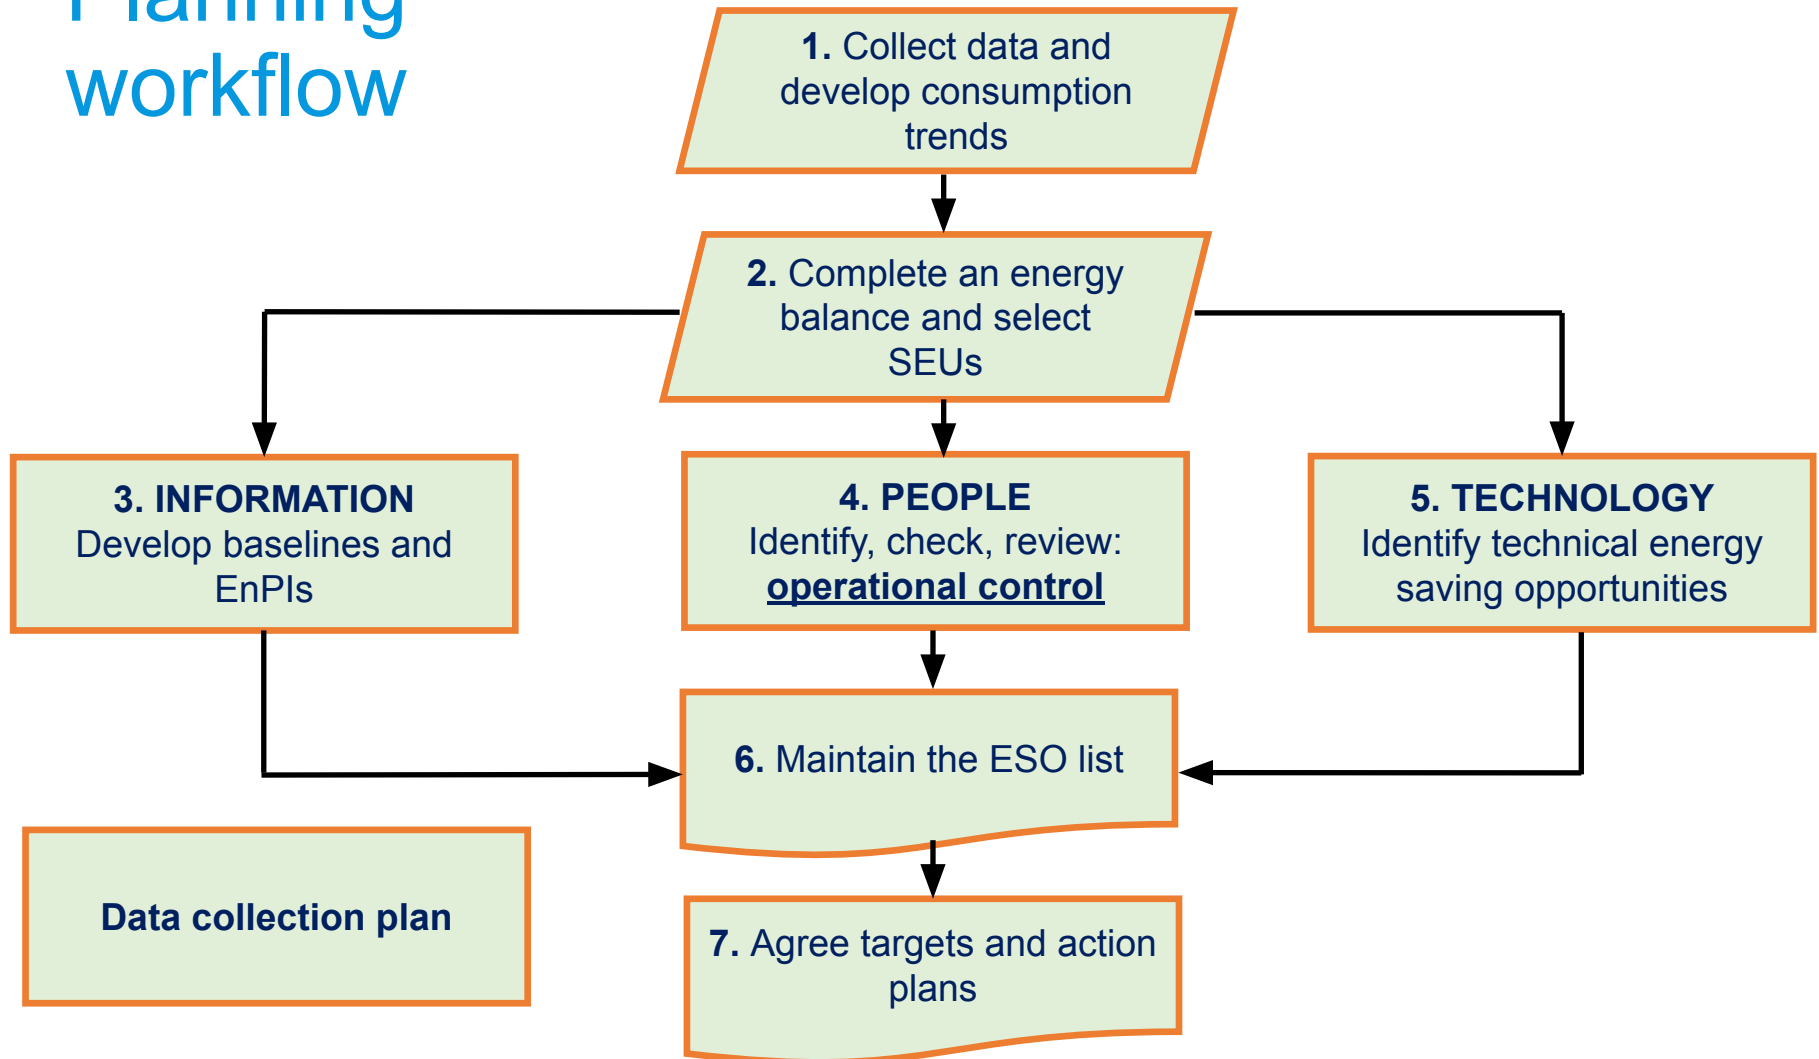 Planning
workflow
1. Collect data and
develop consumption
trends
2. Complete an energy
balance and select
SEUs
3. INFORMATION
Develop baselines and
EnPIs
4. PEOPLE
Identify, check, review:
operational control
5. TECHNOLOGY
Identify technical energy
saving opportunities
6. Maintain the ESO list
Data collection plan
7. Agree targets and action
plans